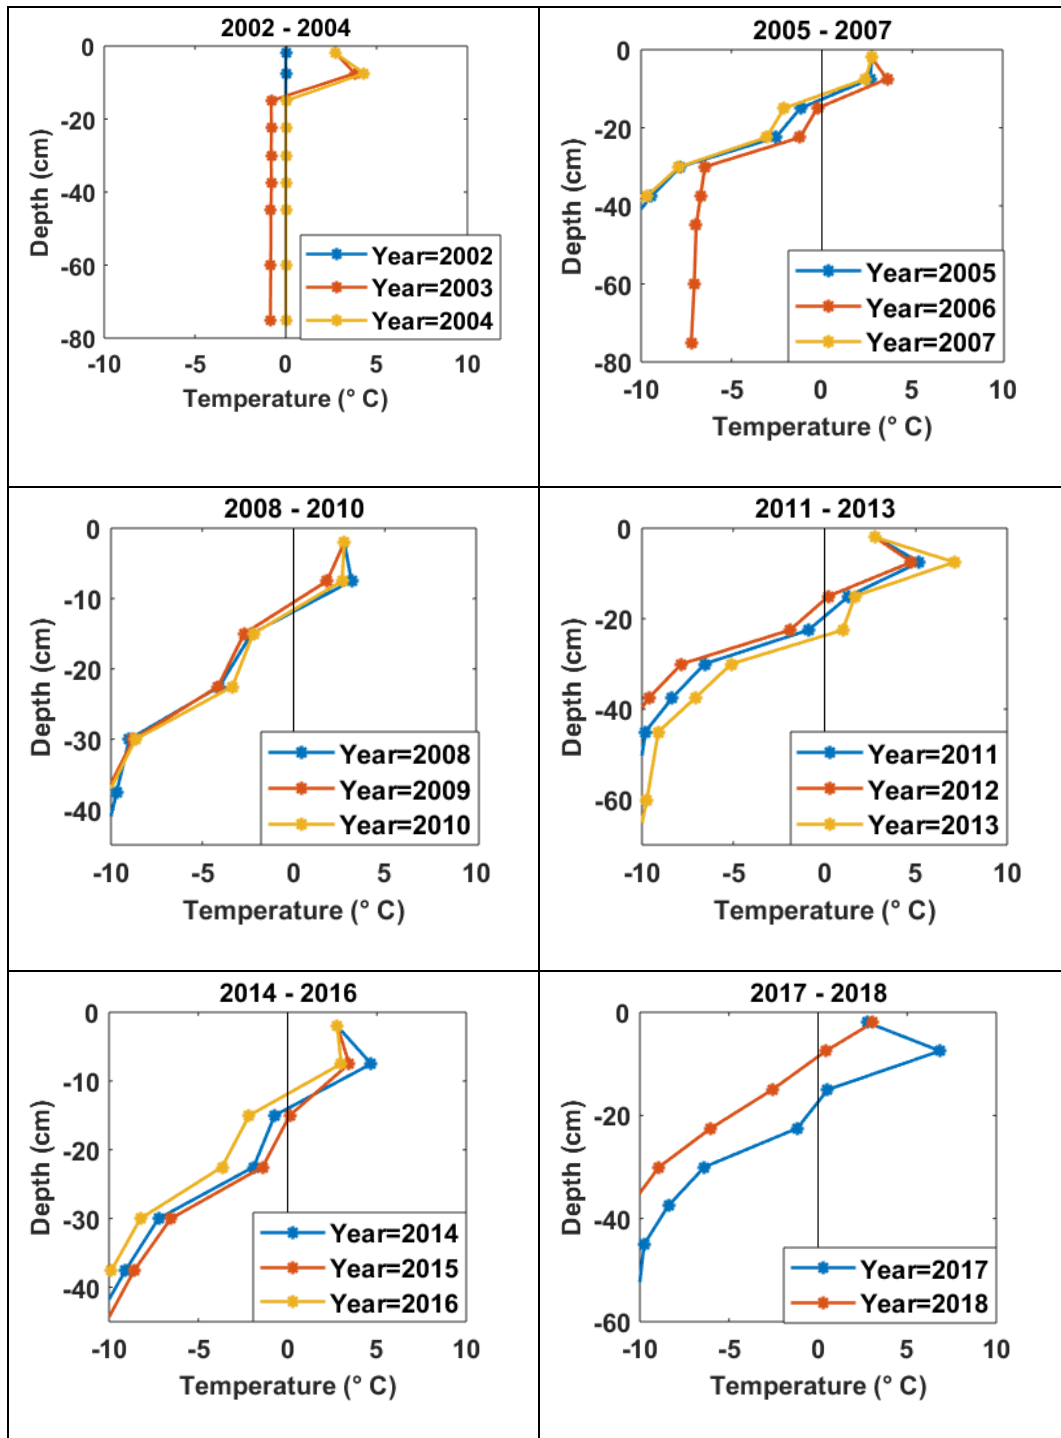 2002 - 2004
0
-20
-40
-60
-80
Depth (cm)
Year=2002
Year=2003
Year=2004
-10 -5 0 5 10
Temperature (° C)
2005 - 2007
0
-20
-40
-60
-80
Depth (cm)
Year=2005
Year=2006
Year=2007
-10 -5 0 5 10
Temperature (° C)
2008 - 2010
0
-10
-20
-30
-40
Depth (cm)
Year=2008
Year=2009
Year=2010
-10 -5 0 5 10
Temperature (° C)
2011 - 2013
0
-20
-40
-60
Depth (cm)
Year=2011
Year=2012
Year=2013
-10 -5 0 5 10
Temperature (° C)
2014 - 2016
0
-10
-20
-30
-40
Depth (cm)
Year=2014
Year=2015
Year=2016
-10 -5 0 5 10
Temperature (° C)
2017 - 2018
0
-20
-40
-60
Depth (cm)
Year=2017
Year=2018
-10 -5 0 5 10
Temperature (° C)